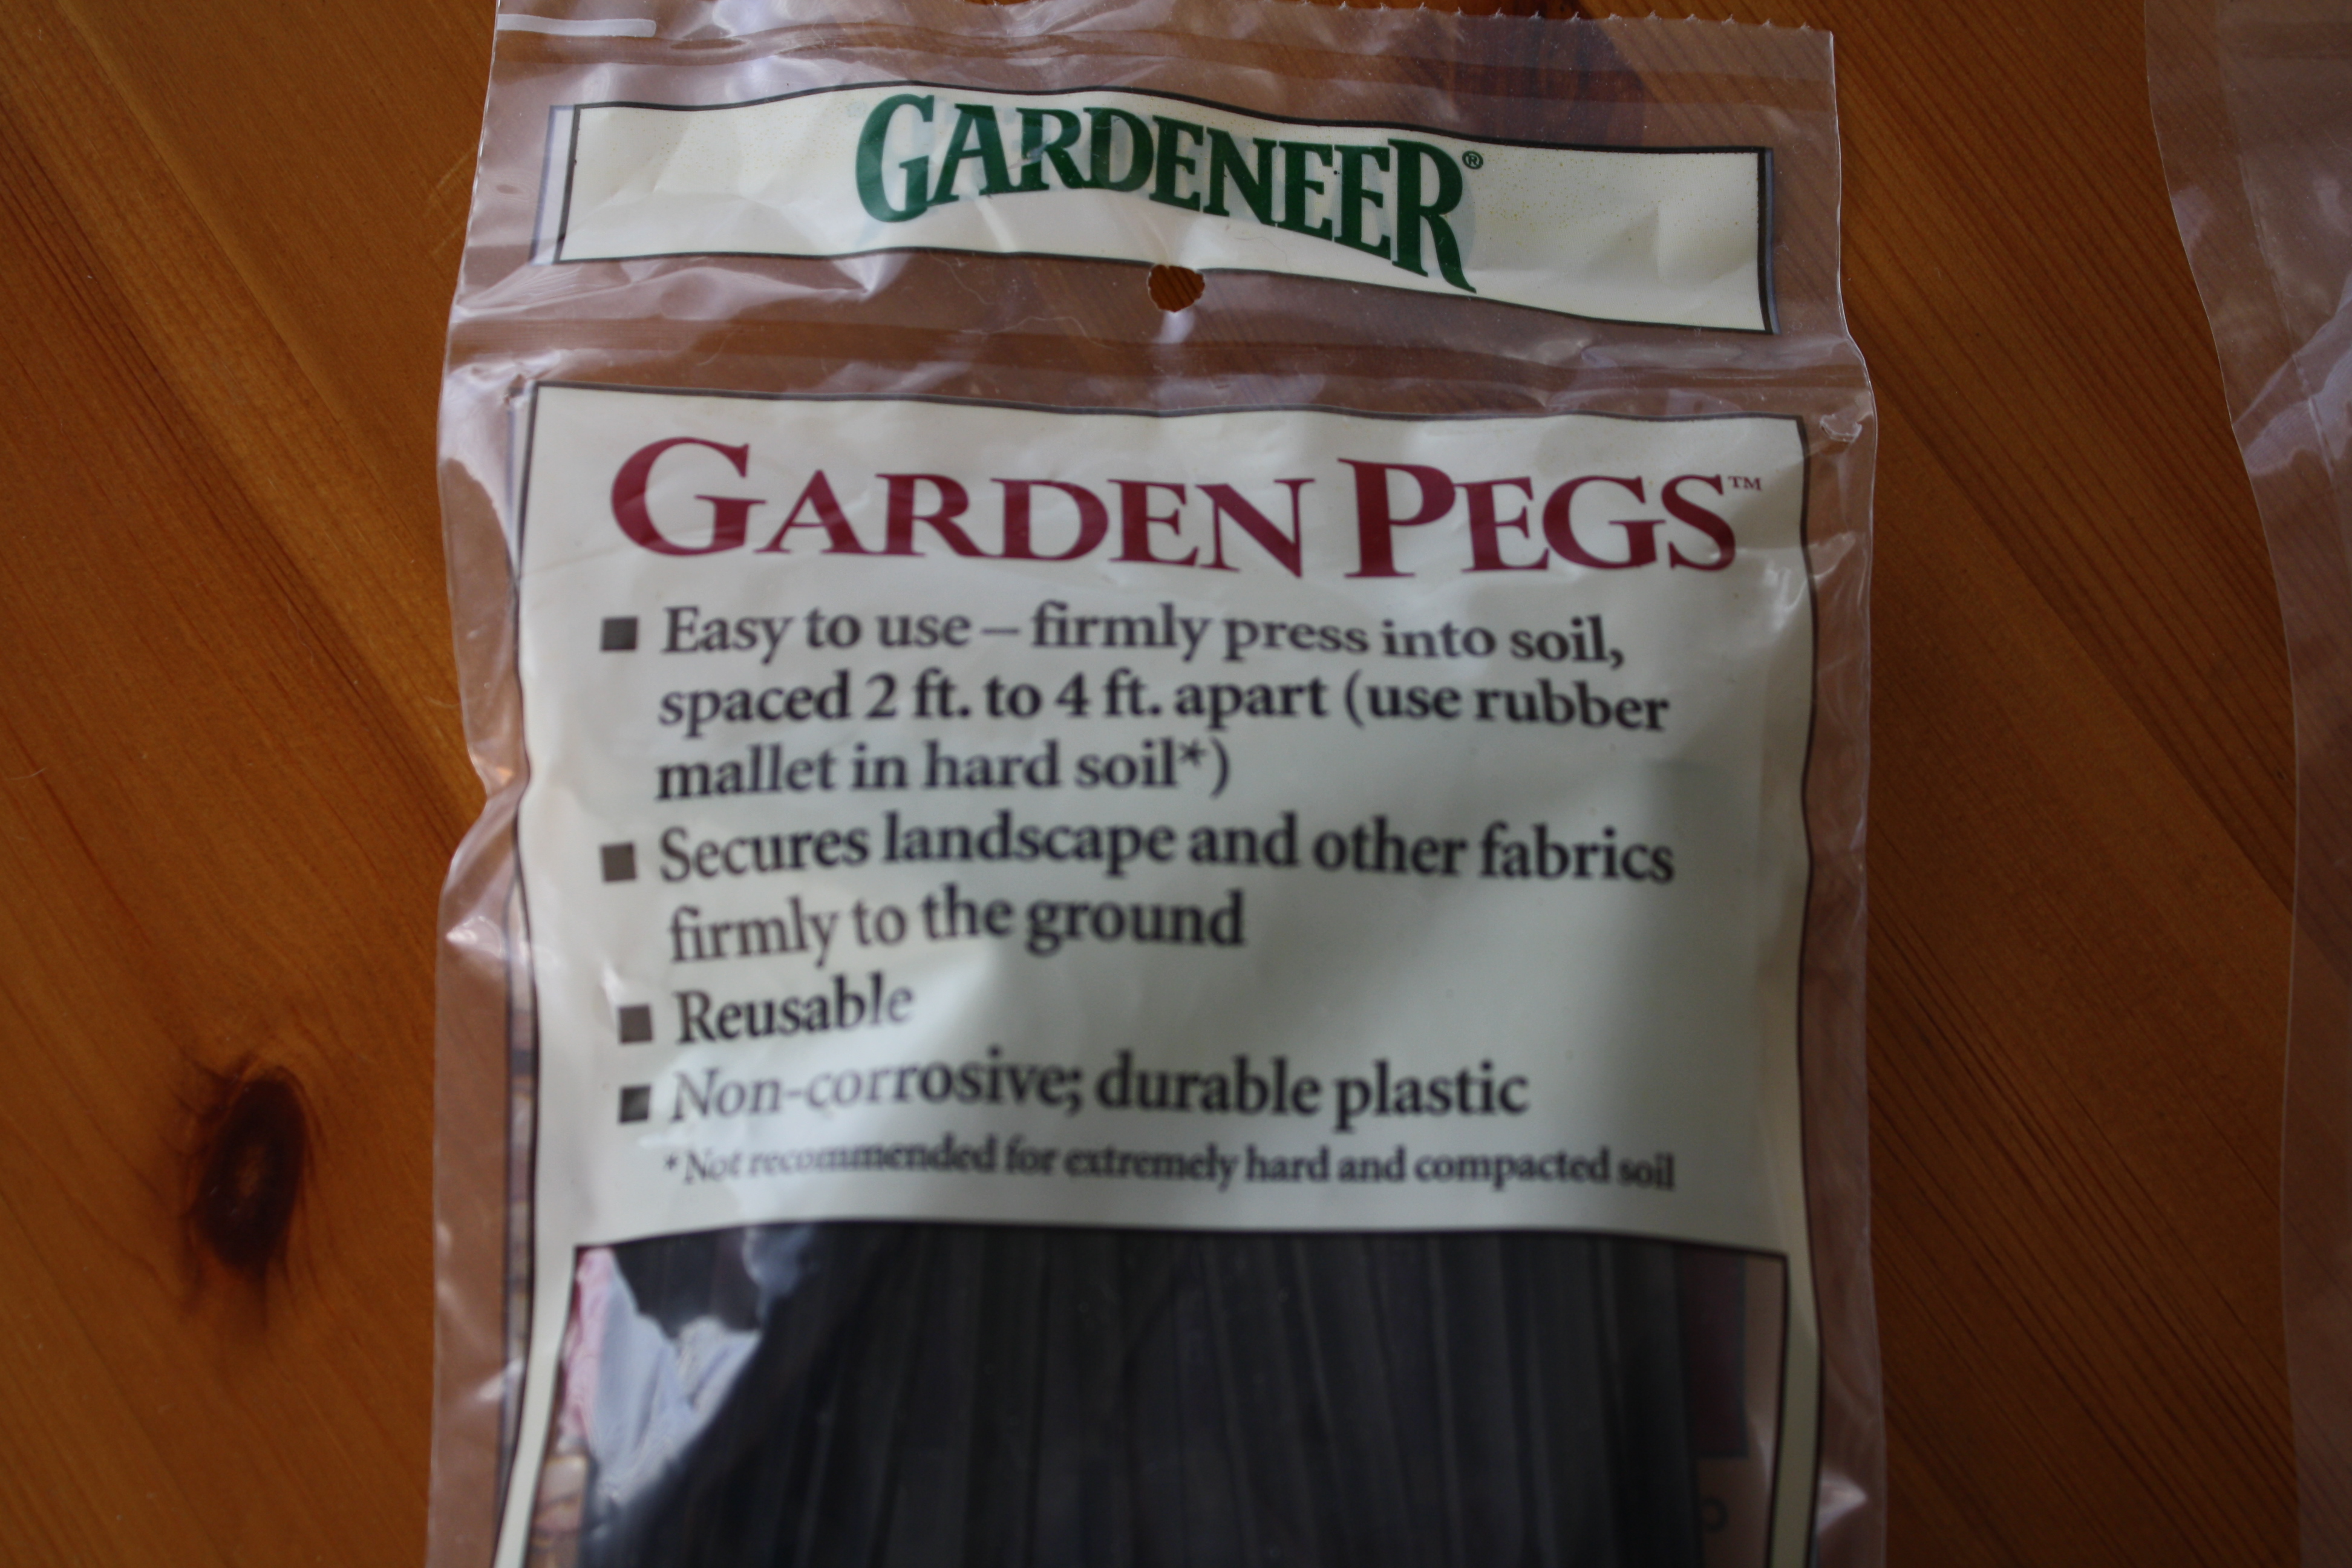 GARDENEER®
GARDEN PEGS™
■ Easy to use – firmly press into soil,
spaced 2 ft. to 4 ft. apart (use rubber
mallet in hard soil*)
■ Secures landscape and other fabrics
firmly to the ground
■ Reusable
■ Non-corrosive; durable plastic
*Not recommended for extremely hard and compacted soil